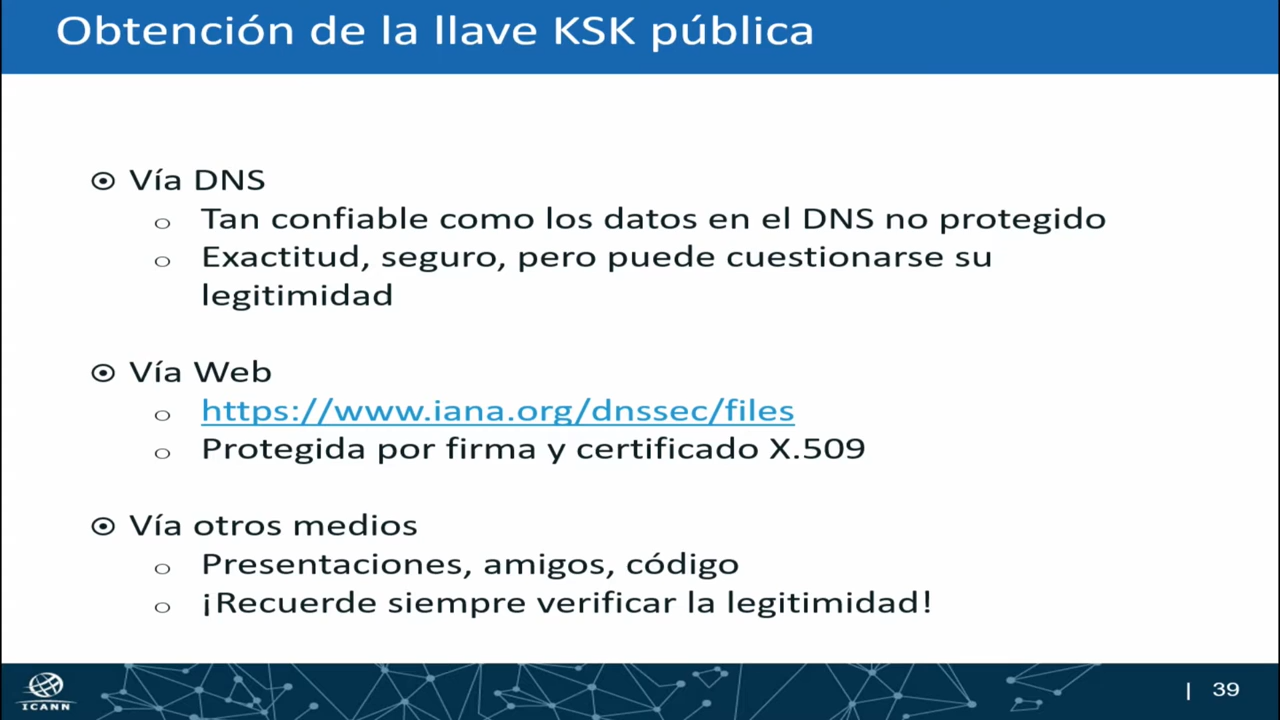 Obtención de la llave KSK pública
Vía DNS
Tan confiable como los datos en el DNS no protegido
Exactitud, seguro, pero puede cuestionarse su
legitimidad
Vía Web
https://www.iana.org/dnssec/files
Protegida por firma y certificado X.509
Vía otros medios
Presentaciones, amigos, código
¡Recuerde siempre verificar la legitimidad!
ICANN
| 39